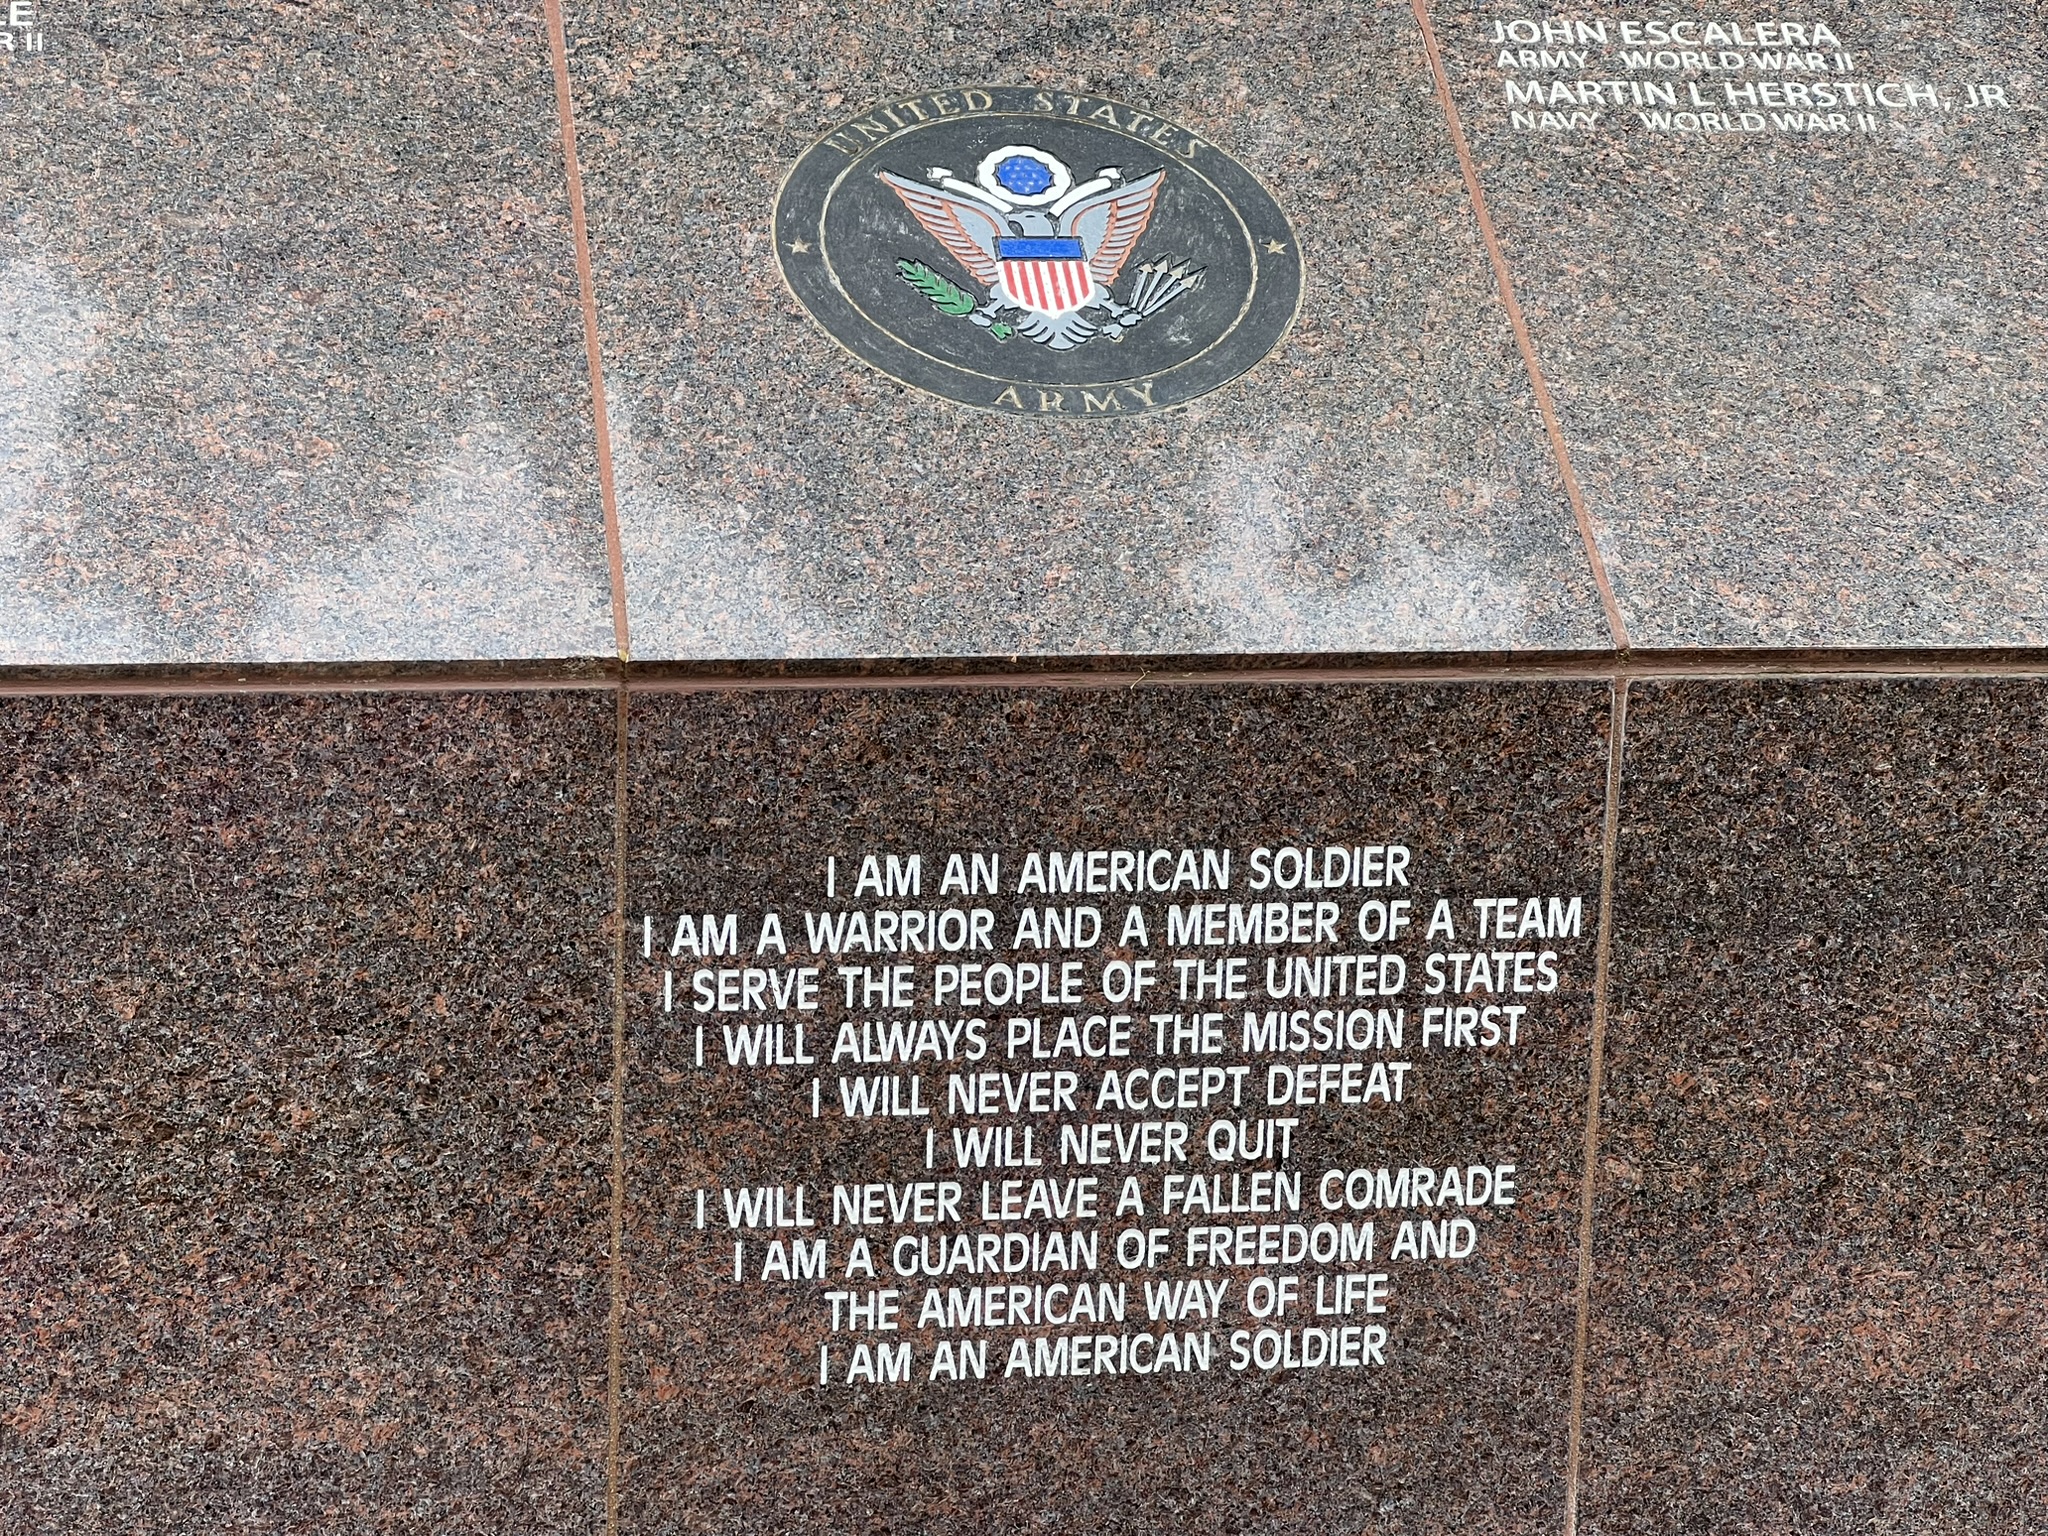 LE
R II
JOHN ESCALERA
ARMY WORLD WAR II
MARTIN L HERSTICH, JR
NAVY WORLD WAR II
UNITED STATES
ARMY
I AM AN AMERICAN SOLDIER
I AM A WARRIOR AND A MEMBER OF A TEAM
I SERVE THE PEOPLE OF THE UNITED STATES
I WILL ALWAYS PLACE THE MISSION FIRST
I WILL NEVER ACCEPT DEFEAT
I WILL NEVER QUIT
I WILL NEVER LEAVE A FALLEN COMRADE
I AM A GUARDIAN OF FREEDOM AND
THE AMERICAN WAY OF LIFE
I AM AN AMERICAN SOLDIER